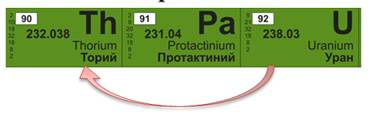 90 Th
232.038
Thorium
Торий
91 Pa
231.04
Protactinium
Протактиний
92 U
238.03
Uranium
Уран